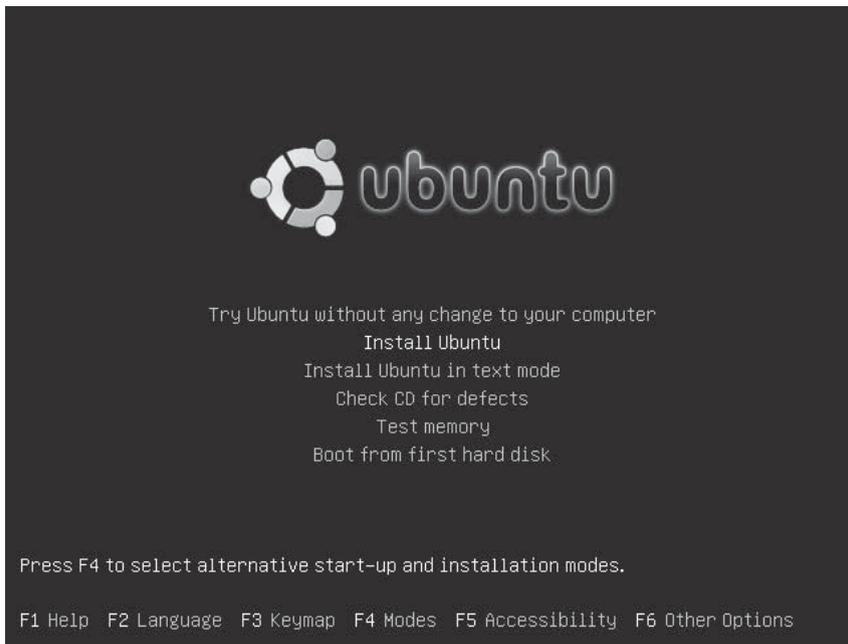 ubuntu
Try Ubuntu without any change to your computer
Install Ubuntu
Install Ubuntu in text mode
Check CD for defects
Test memory
Boot from first hard disk
Press F4 to select alternative start-up and installation modes.
F1 Help F2 Language F3 Keymap F4 Modes F5 Accessibility F6 Other Options